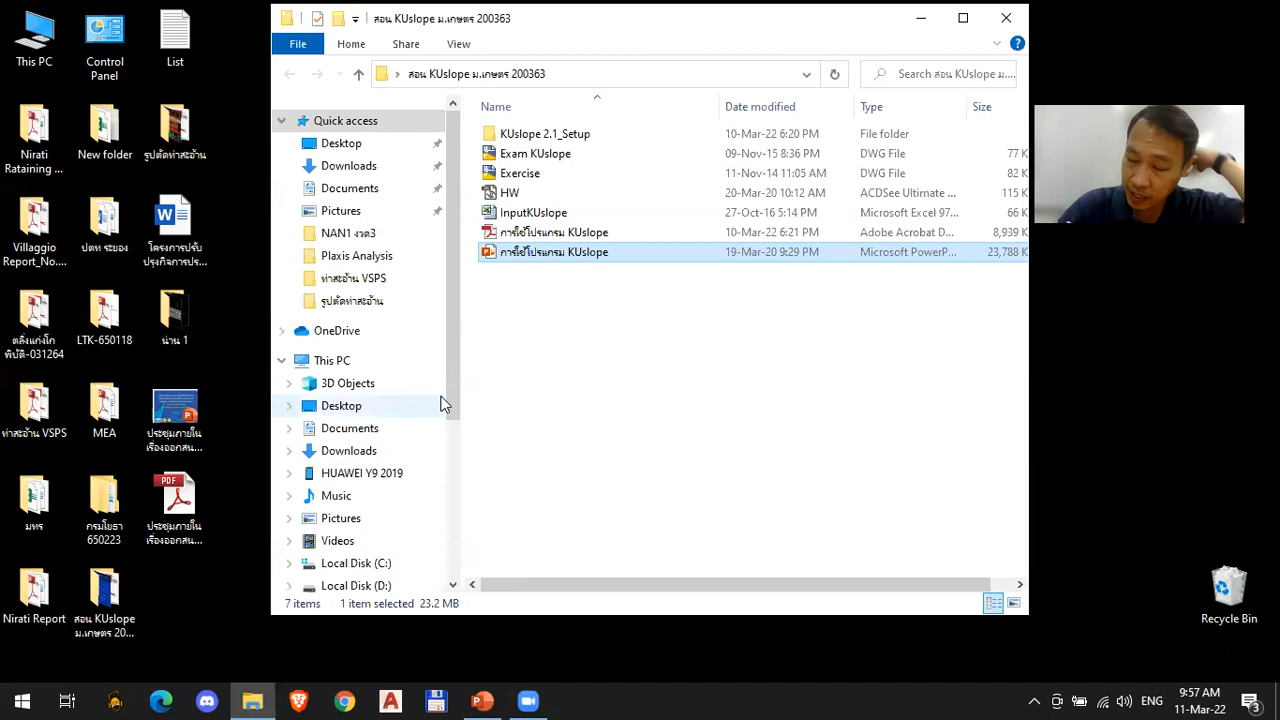 This PC
Control
Panel
List
Nirati
Rataining ...
New folder
รูปตัดท่าสะอ้าน
Villaggio
Report_No....
ปตท ระยอง
โครงการปรับ
ปรุงกิจการประ...
ตลิ่งแก่งโก
พิบัติ-031264
LTK-650118
น่าน 1
ท่าสะอ้าน VSPS
MEA
ประชุมภายใน
เรื่องออกสน...
มทร
กรมโยธา
650223
ประชุมภายใน
เรื่องออกสน...
Nirati Report
สอน KUslope
ม.เกษตร 20...
Recycle Bin
สอน KUslope ม.เกษตร 200363
File
Home
Share
View
สอน KUslope ม.เกษตร 200363
Search สอน KUslope ม....
Quick access
Desktop
Downloads
Documents
Pictures
NAN1 งวด3
Plaxis Analysis
ท่าสะอ้าน VSPS
รูปตัดท่าสะอ้าน
OneDrive
This PC
3D Objects
Desktop
Documents
Downloads
HUAWEI Y9 2019
Music
Pictures
Videos
Local Disk (C:)
Local Disk (D:)
Name Date modified Type Size
KUslope 2.1_Setup 10-Mar-22 6:20 PM File folder
Exam KUslope 09-Nov-15 8:36 PM DWG File 77 K
Exercise 11-Nov-14 11:05 AM DWG File 82 K
HW 20-Mar-20 10:12 AM ACDSee Ultimate ... 115 K
InputKUslope 27-Oct-16 5:14 PM Microsoft Excel 97... 66 K
การใช้โปรแกรม KUslope 10-Mar-22 6:21 PM Adobe Acrobat D... 8,939 K
การใช้โปรแกรม KUslope 19-Mar-20 9:29 PM Microsoft PowerP... 23,788 K
7 items 1 item selected 23.2 MB
ENG
9:57 AM
11-Mar-22
3